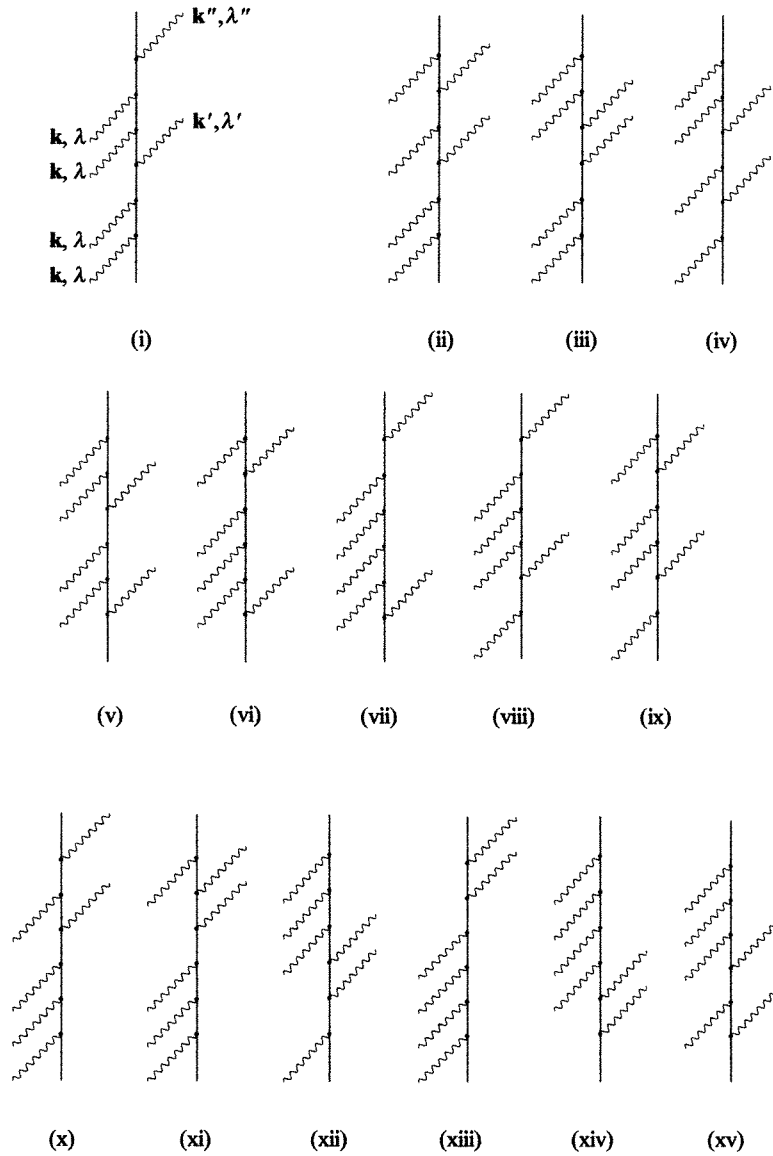 k″, λ″
k, λ
k′, λ′
k, λ
k, λ
k, λ
(i) (ii) (iii) (iv)
(v) (vi) (vii) (viii) (ix)
(x) (xi) (xii) (xiii) (xiv) (xv)